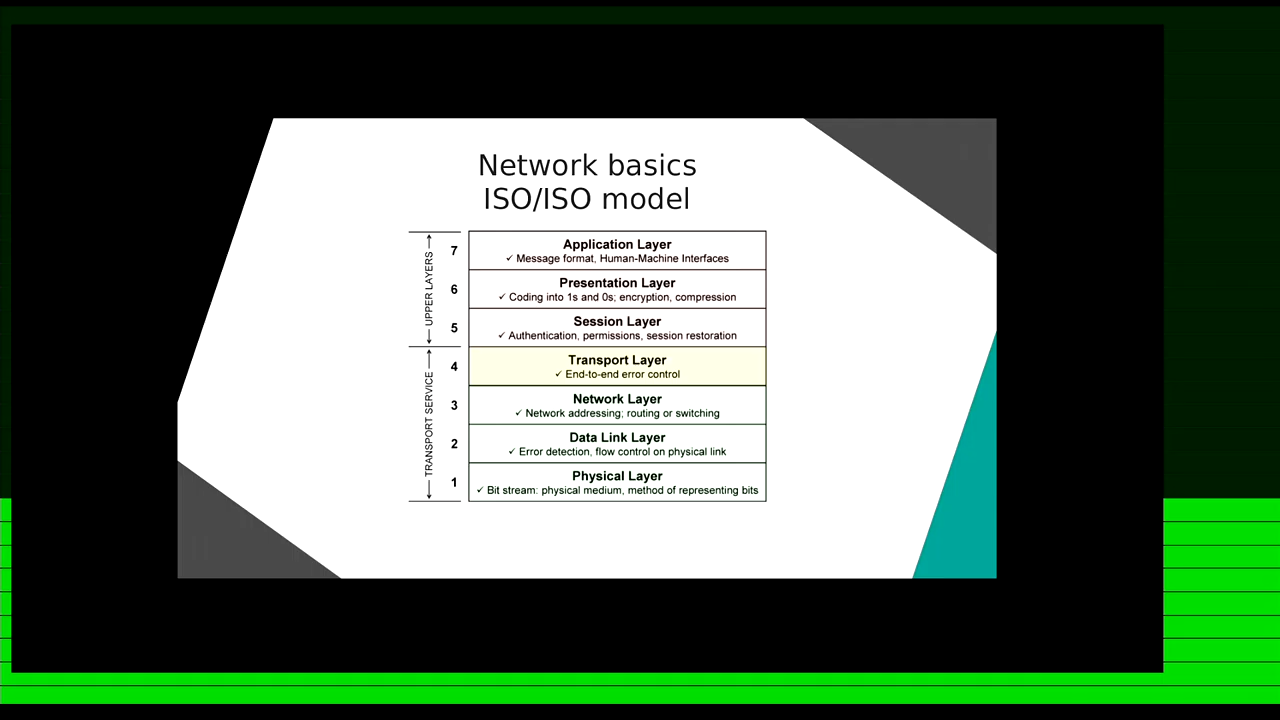 Network basics
ISO/ISO model
UPPER LAYERS
7
Application Layer
✓ Message format, Human-Machine Interfaces
6
Presentation Layer
✓ Coding into 1s and 0s; encryption, compression
5
Session Layer
✓ Authentication, permissions, session restoration
TRANSPORT SERVICE
4
Transport Layer
✓ End-to-end error control
3
Network Layer
✓ Network addressing; routing or switching
2
Data Link Layer
✓ Error detection, flow control on physical link
1
Physical Layer
✓ Bit stream: physical medium, method of representing bits